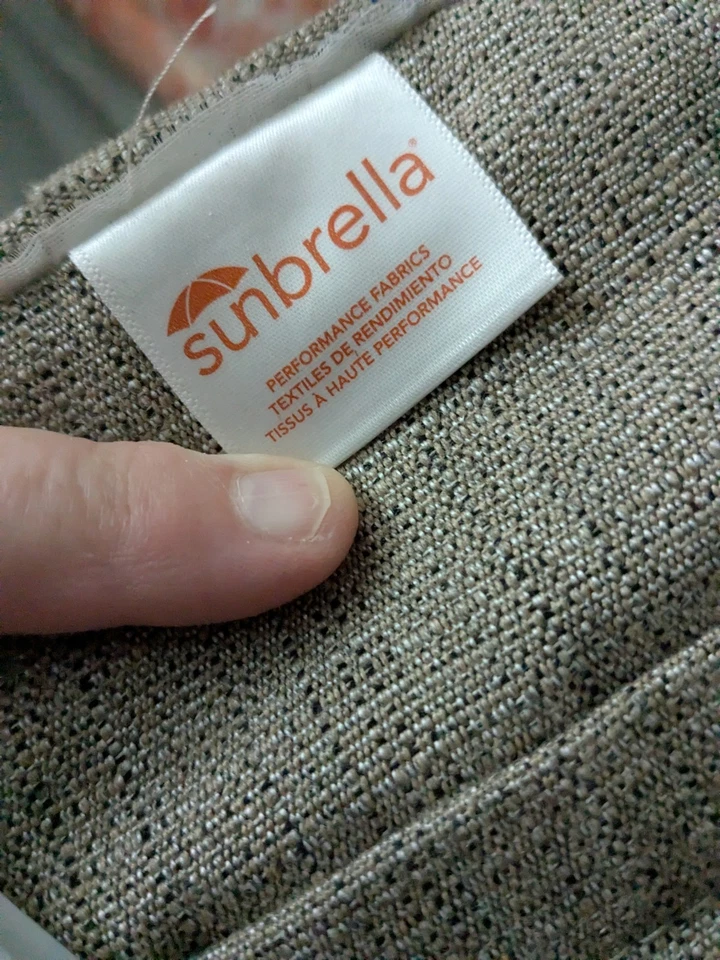 sunbrella®
PERFORMANCE FABRICS
TEXTILES DE RENDIMIENTO
TISSUS À HAUTE PERFORMANCE